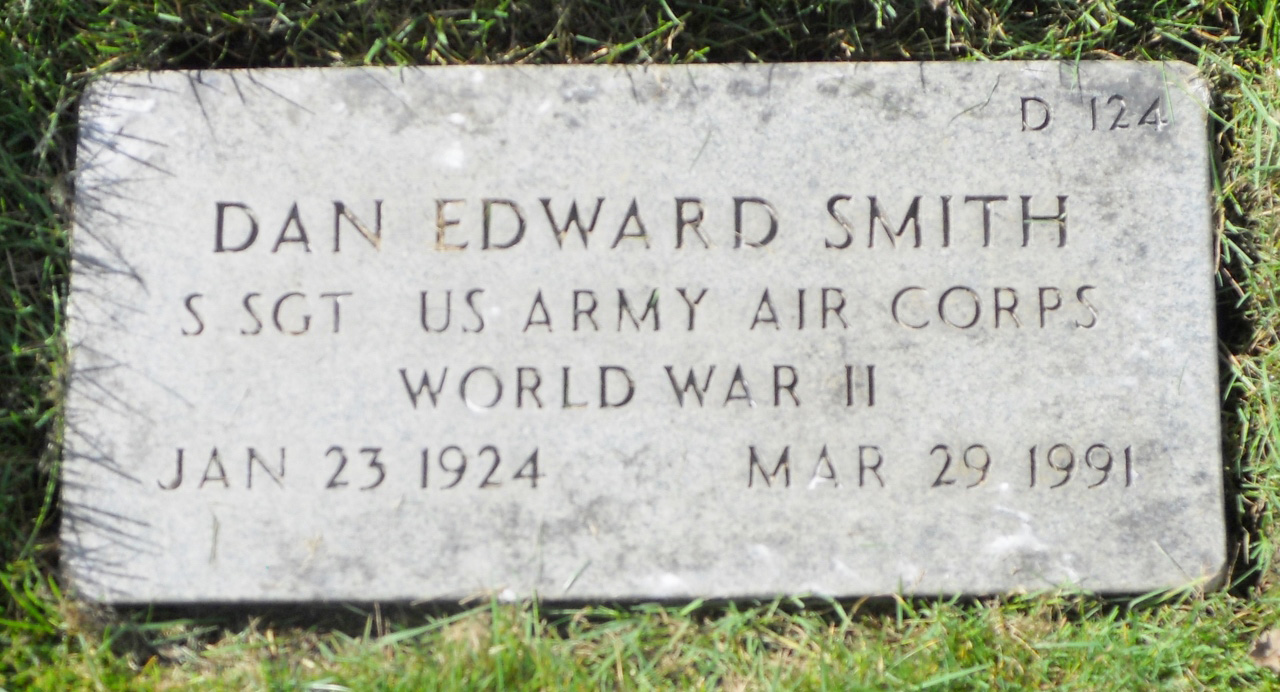 D 124
DAN EDWARD SMITH
S SGT US ARMY AIR CORPS
WORLD WAR II
JAN 23 1924 MAR 29 1991